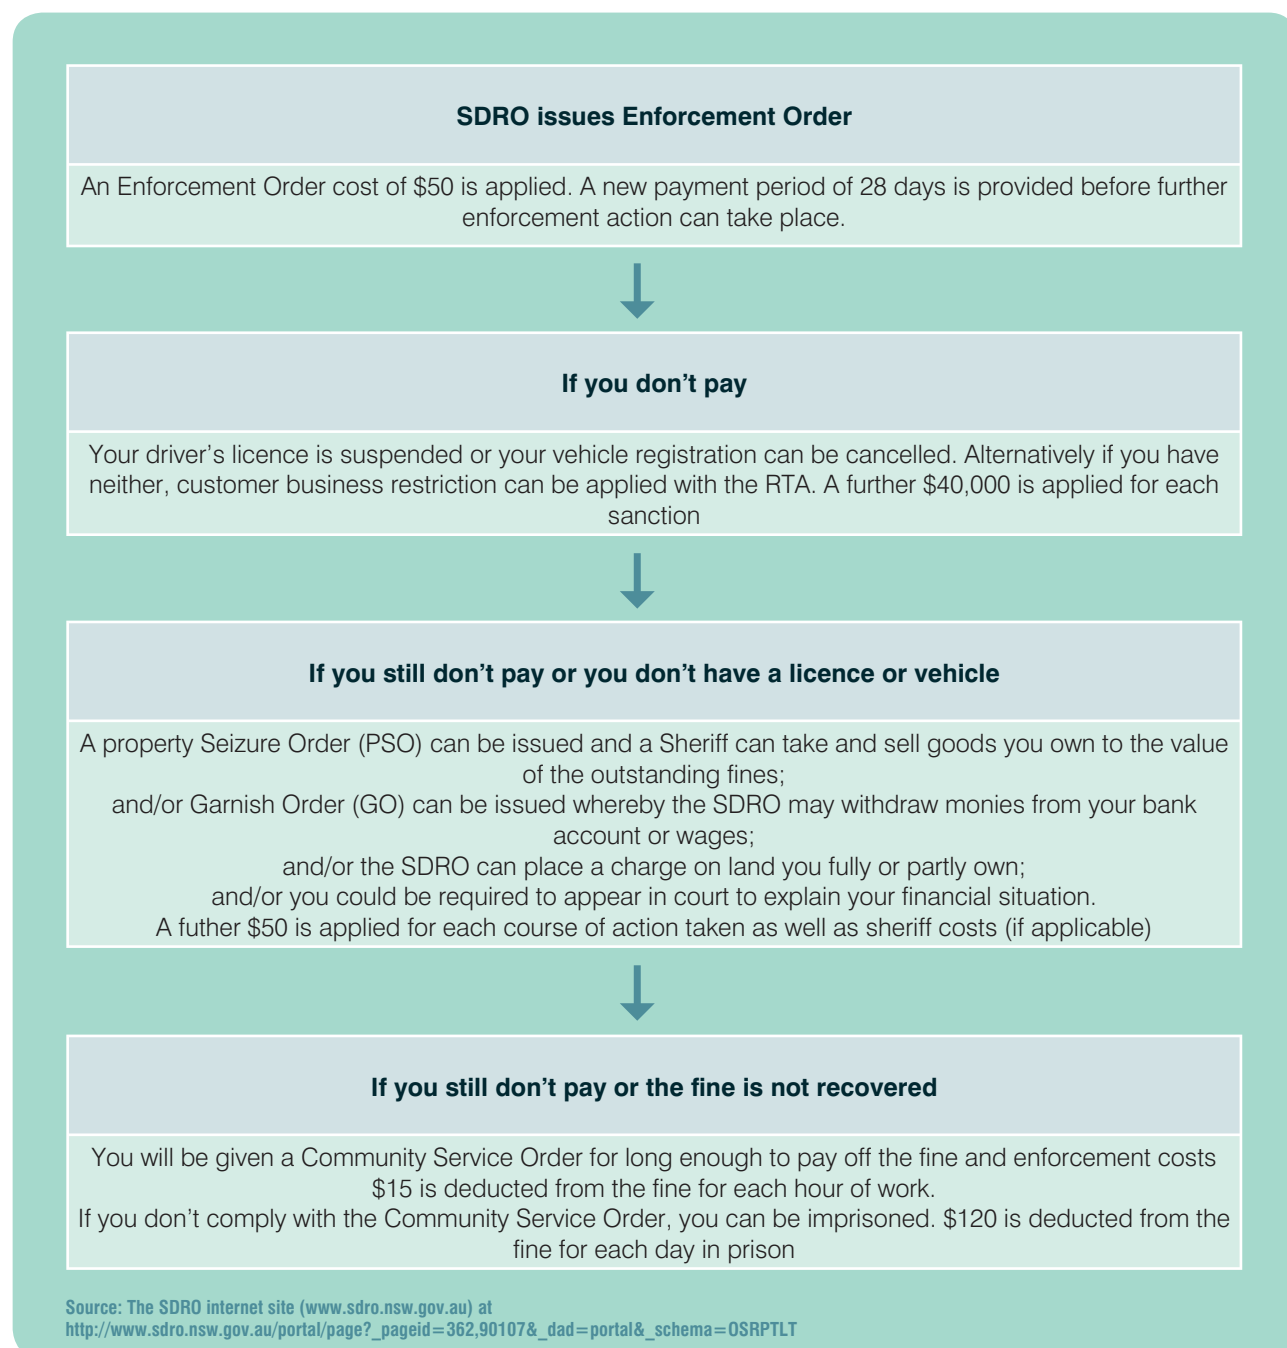 SDRO issues Enforcement Order
An Enforcement Order cost of $50 is applied. A new payment period of 28 days is provided before further
enforcement action can take place.
If you don’t pay
Your driver’s licence is suspended or your vehicle registration can be cancelled. Alternatively if you have
neither, customer business restriction can be applied with the RTA. A further $40,000 is applied for each
sanction
If you still don’t pay or you don’t have a licence or vehicle
A property Seizure Order (PSO) can be issued and a Sheriff can take and sell goods you own to the value
of the outstanding fines;
and/or Garnish Order (GO) can be issued whereby the SDRO may withdraw monies from your bank
account or wages;
and/or the SDRO can place a charge on land you fully or partly own;
and/or you could be required to appear in court to explain your financial situation.
A futher $50 is applied for each course of action taken as well as sheriff costs (if applicable)
If you still don’t pay or the fine is not recovered
You will be given a Community Service Order for long enough to pay off the fine and enforcement costs
$15 is deducted from the fine for each hour of work.
If you don’t comply with the Community Service Order, you can be imprisoned. $120 is deducted from the
fine for each day in prison
Source: The SDRO internet site (www.sdro.nsw.gov.au) at
http://www.sdro.nsw.gov.au/portal/page?_pageid=362,90107&_dad=portal&_schema=OSRPTLT